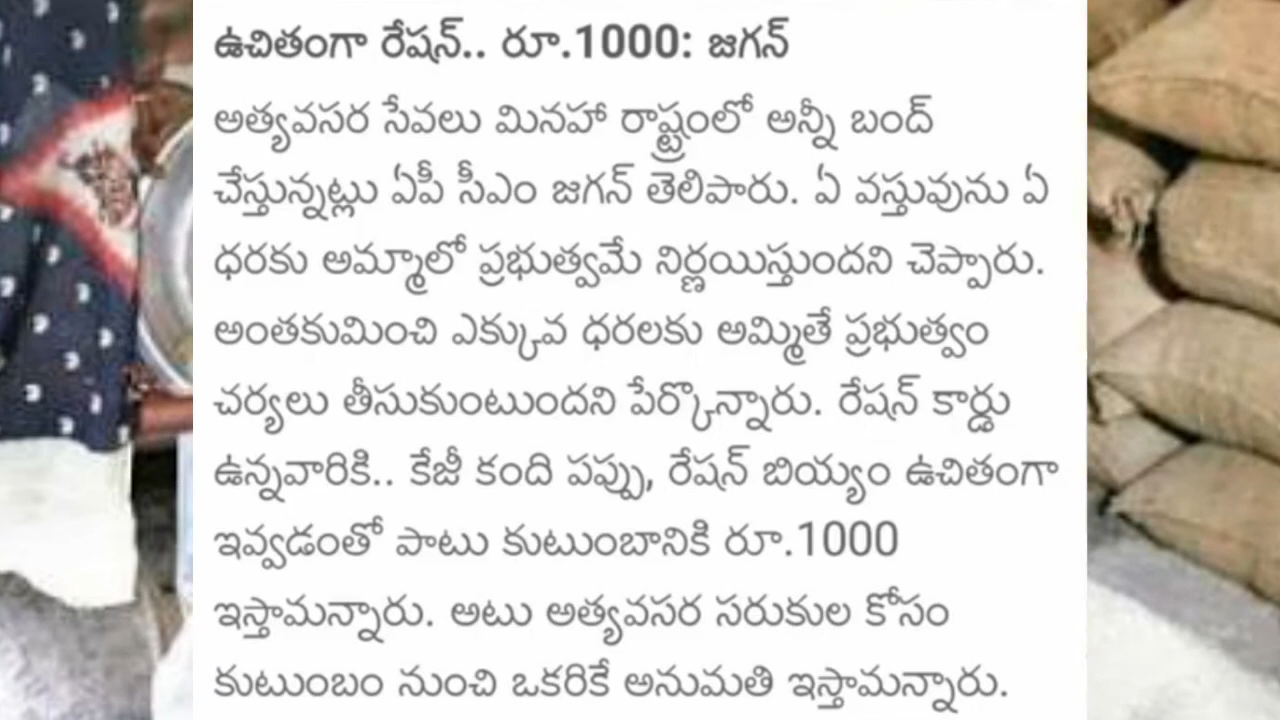 ఉచితంగా రేషన్.. రూ.1000: జగన్
అత్యవసర సేవలు మినహా రాష్ట్రంలో అన్నీ బంద్
చేస్తున్నట్లు ఏపీ సీఎం జగన్ తెలిపారు. ఏ వస్తువును ఏ
ధరకు అమ్మాలో ప్రభుత్వమే నిర్ణయిస్తుందని చెప్పారు.
అంతకుమించి ఎక్కువ ధరలకు అమ్మితే ప్రభుత్వం
చర్యలు తీసుకుంటుందని పేర్కొన్నారు. రేషన్ కార్డు
ఉన్నవారికి.. కేజీ కంది పప్పు, రేషన్ బియ్యం ఉచితంగా
ఇవ్వడంతో పాటు కుటుంబానికి రూ.1000
ఇస్తామన్నారు. అటు అత్యవసర సరుకుల కోసం
కుటుంబం నుంచి ఒకరికే అనుమతి ఇస్తామన్నారు.